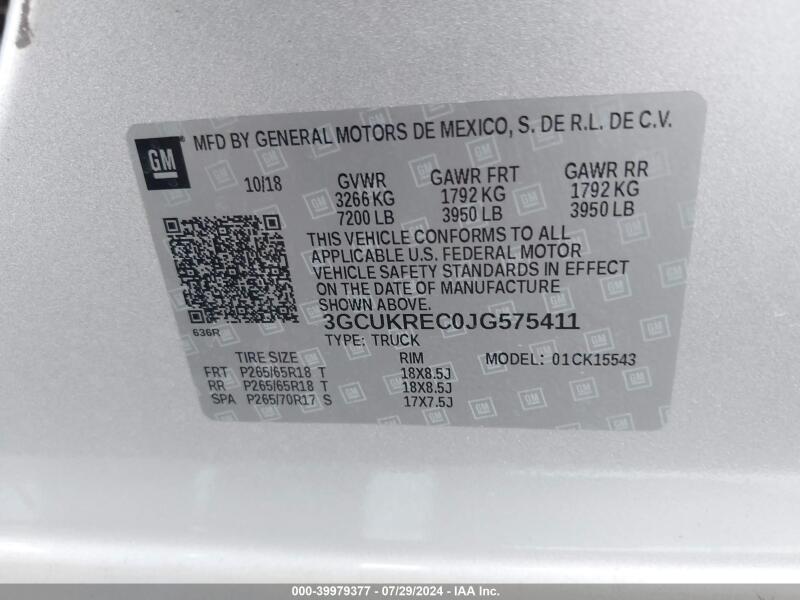 GM MFD BY GENERAL MOTORS DE MEXICO, S. DE R.L. DE C.V.
10/18 GVWR GAWR FRT GAWR RR
3266 KG 1792 KG 1792 KG
7200 LB 3950 LB 3950 LB
THIS VEHICLE CONFORMS TO ALL
APPLICABLE U.S. FEDERAL MOTOR
VEHICLE SAFETY STANDARDS IN EFFECT
ON THE DATE OF MANUFACTURE
SHOWN ABOVE.
636R 3GCUKREC0JG575411
TYPE: TRUCK
TIRE SIZE RIM MODEL: 01CK15543
FRT P265/65R18 T 18X8.5J
RR P265/65R18 T 18X8.5J
SPA P265/70R17 S 17X7.5J
000-39979377 - 07/29/2024 - IAA Inc.